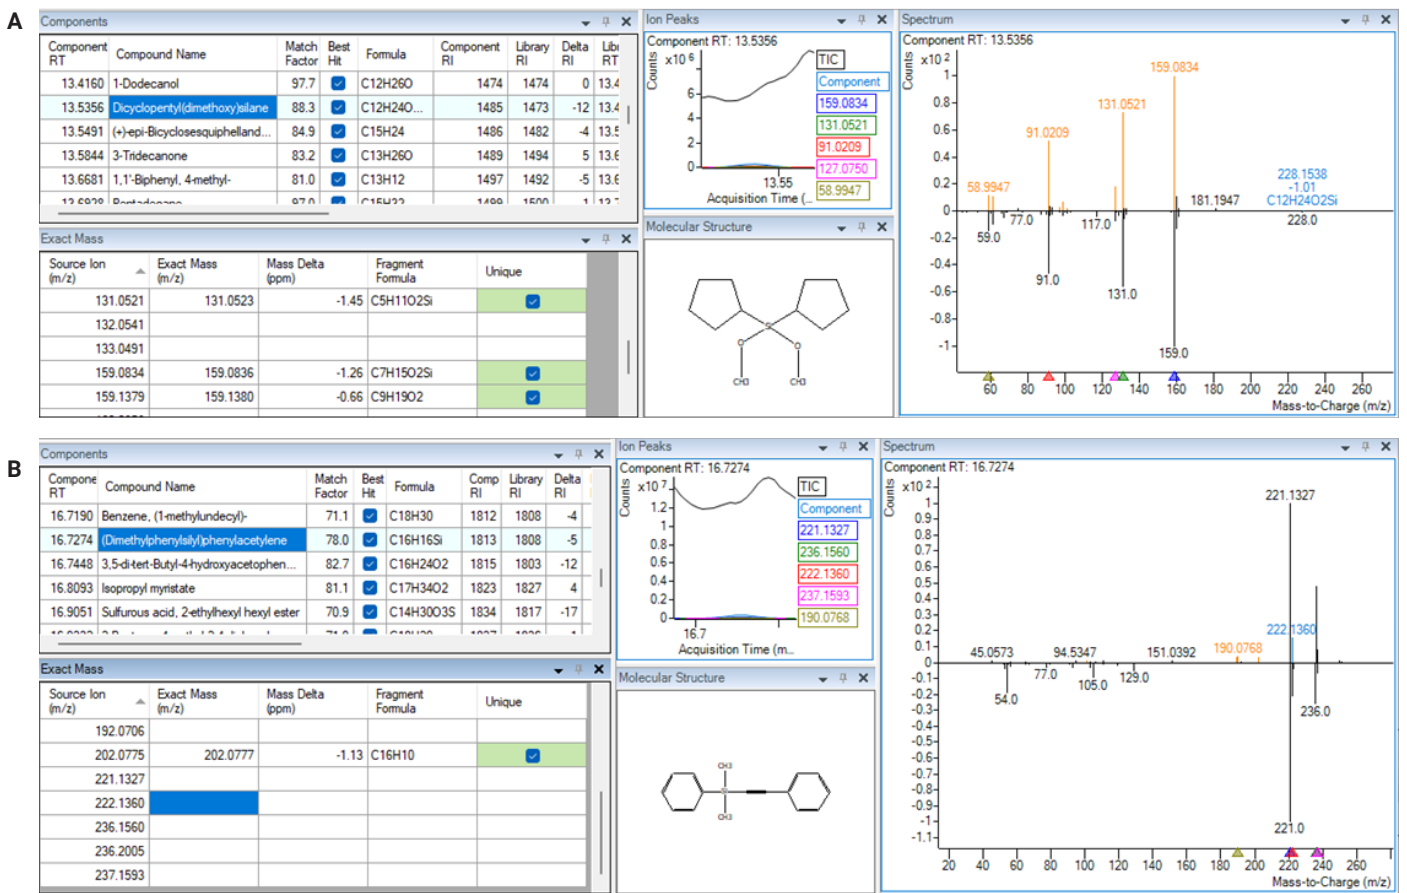 A
Components
Component RT Compound Name Match Factor Best Hit Formula Component RI Library RI Delta RI
13.4160 1-Dodecanol 97.7 C12H26O 1474 1474 0 13.4
13.5356 Dicyclopentyl(dimethoxy)silane 88.3 C12H24O... 1485 1473 -12 13.4
13.5491 (+)-epi-Bicyclosesquiphelland... 84.9 C15H24 1486 1482 -4 13.5
13.5844 3-Tridecanone 83.2 C13H26O 1489 1494 5 13.6
13.6681 1,1'-Biphenyl, 4-methyl- 81.0 C13H12 1497 1492 -5 13.6
Exact Mass
Source Ion (m/z) Exact Mass (m/z) Mass Delta (ppm) Fragment Formula Unique
131.0521 131.0523 -1.45 C5H11O2Si
132.0541
133.0491
159.0834 159.0836 -1.26 C7H15O2Si
159.1379 159.1380 -0.66 C9H19O2
Ion Peaks
Component RT: 13.5356
Counts
x10 6
6
4
2
0
13.55
Acquisition Time (...
TIC
Component
159.0834
131.0521
91.0209
127.0750
58.9947
Molecular Structure
Si
O
O
CH3
CH3
Spectrum
Component RT: 13.5356
Counts
x10 2
1
0.8
0.6
0.4
0.2
0
-0.2
-0.4
-0.6
-0.8
-1
159.0834
131.0521
91.0209
58.9947
181.1947
228.1538
-1.01
C12H24O2Si
228.0
77.0
117.0
59.0
91.0
131.0
159.0
60 80 100 120 140 160 180 200 220 240 260
Mass-to-Charge (m/z)
B
Components
Compone RT Compound Name Match Factor Best Hit Formula Comp RI Library RI Delta RI
16.7190 Benzene, (1-methylundecyl)- 71.1 C18H30 1812 1808 -4
16.7274 (Dimethylphenylsilyl)phenylacetylene 78.0 C16H16Si 1813 1808 -5
16.7448 3,5-di-tert-Butyl-4-hydroxyacetophen... 82.7 C16H24O2 1815 1803 -12
16.8093 Isopropyl myristate 81.1 C17H34O2 1823 1827 4
16.9051 Sulfurous acid, 2-ethylhexyl hexyl ester 70.9 C14H30O3S 1834 1817 -17
Exact Mass
Source Ion (m/z) Exact Mass (m/z) Mass Delta (ppm) Fragment Formula Unique
192.0706
202.0775 202.0777 -1.13 C16H10
221.1327
222.1360
236.1560
236.2005
237.1593
Ion Peaks
Component RT: 16.7274
Counts
x10 7
1.2
1
0.8
0.6
0.4
0.2
0
16.7
Acquisition Time (m...
TIC
Component
221.1327
236.1560
222.1360
237.1593
190.0768
Molecular Structure
CH3
Si
CH3
Spectrum
Component RT: 16.7274
Counts
x10 2
1
0.9
0.8
0.7
0.6
0.5
0.4
0.3
0.2
0.1
0
-0.1
-0.2
-0.3
-0.4
-0.5
-0.6
-0.7
-0.8
-0.9
-1
-1.1
221.1327
222.1360
190.0768
45.0573
94.5347
151.0392
77.0
105.0
129.0
54.0
236.0
221.0
20 40 60 80 100 120 140 160 180 200 220 240 260
Mass-to-Charge (m/z)